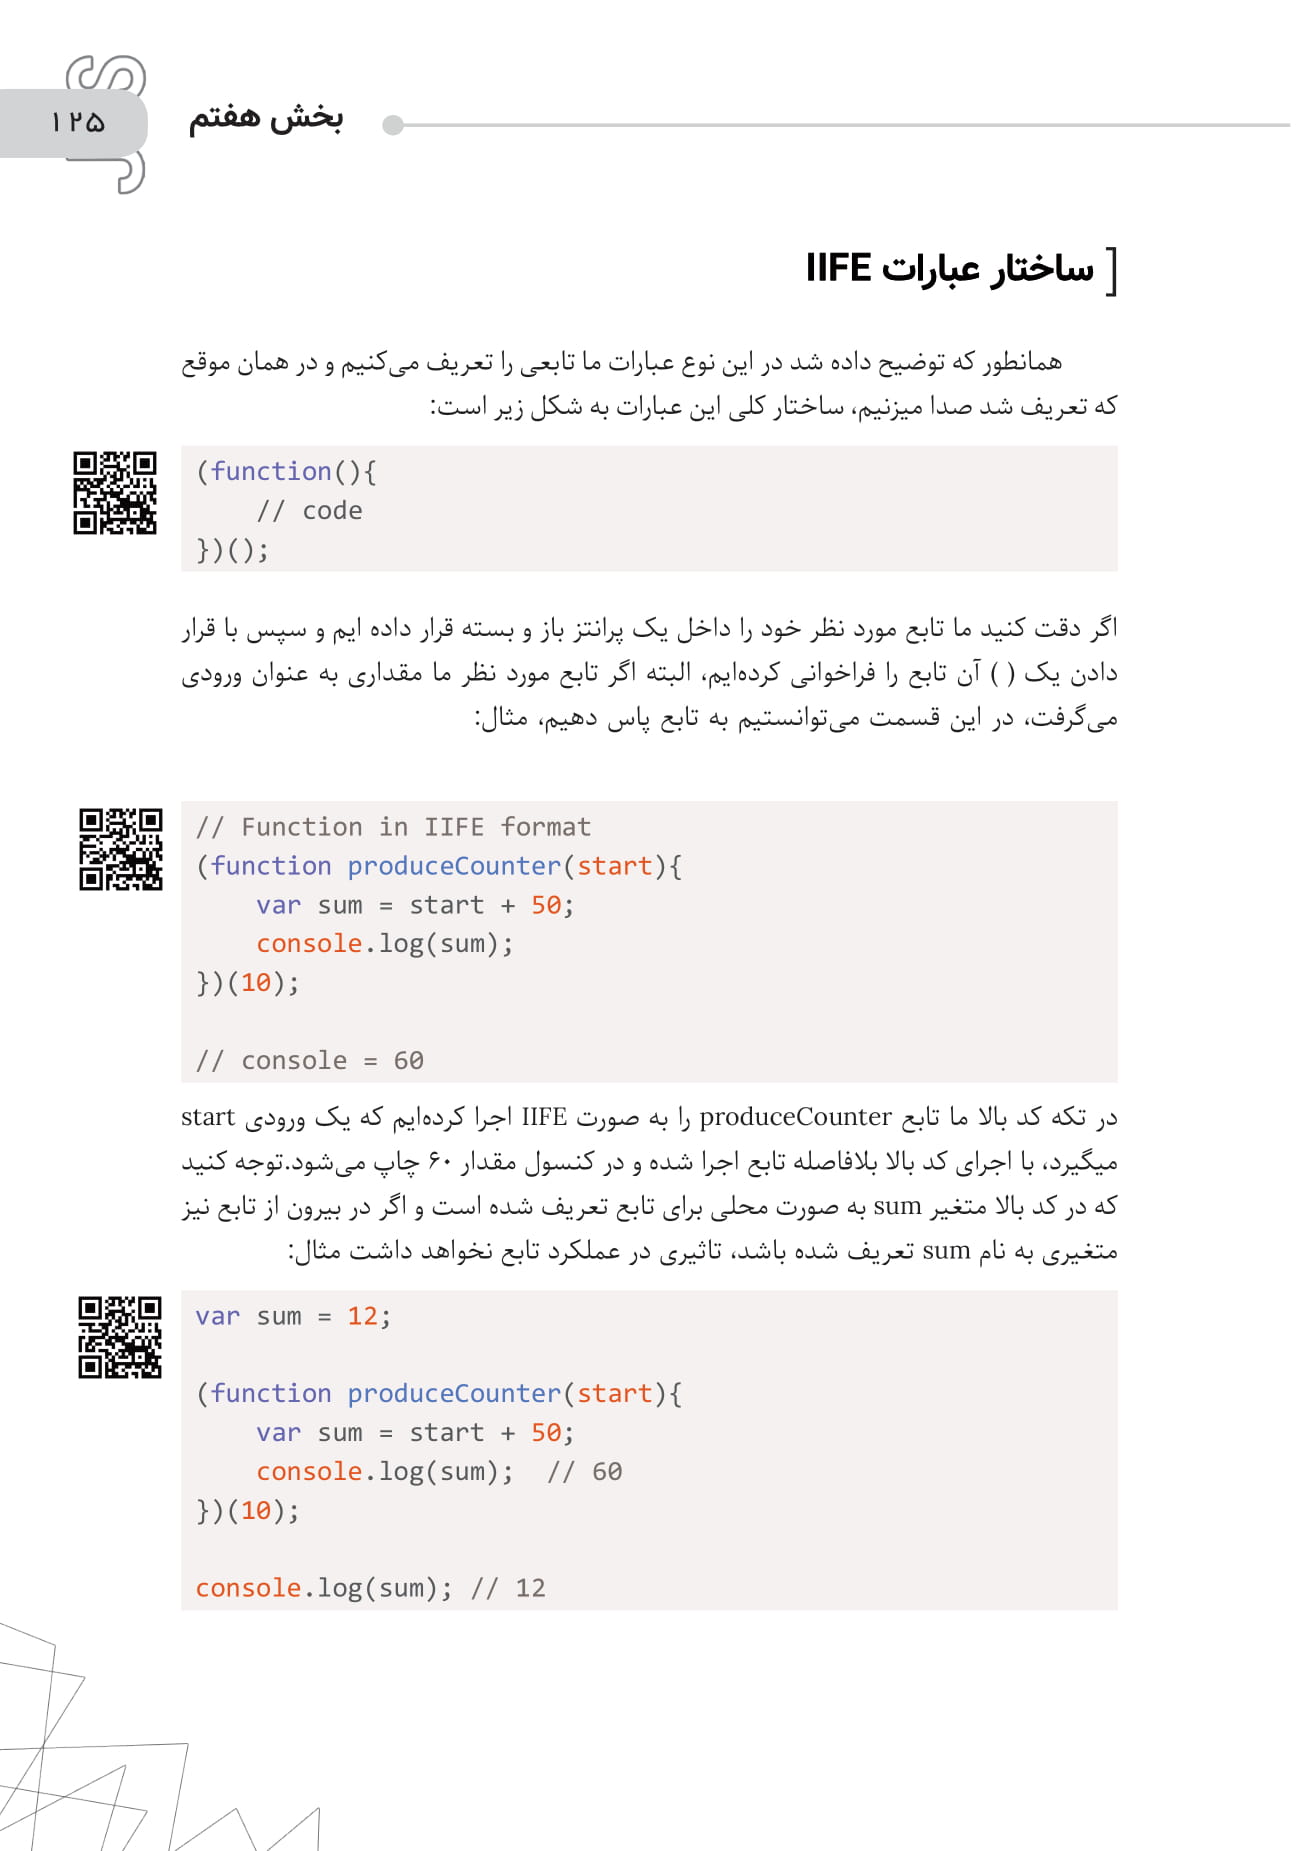 ۱۲۵
بخش هفتم
ساختار عبارات IIFE
همانطور که توضیح داده شد در این نوع عبارات ما تابعی را تعریف می‌کنیم و در همان موقع
که تعریف شد صدا میزنیم، ساختار کلی این عبارات به شکل زیر است:
(function(){
    // code
})();
اگر دقت کنید ما تابع مورد نظر خود را داخل یک پرانتز باز و بسته قرار داده ایم و سپس با قرار
دادن یک ( ) آن تابع را فراخوانی کرده‌ایم، البته اگر تابع مورد نظر ما مقداری به عنوان ورودی
می‌گرفت، در این قسمت می‌توانستیم به تابع پاس دهیم، مثال:
// Function in IIFE format
(function produceCounter(start){
    var sum = start + 50;
    console.log(sum);
})(10);
// console = 60
در تکه کد بالا ما تابع produceCounter را به صورت IIFE اجرا کرده‌ایم که یک ورودی start
میگیرد، با اجرای کد بالا بلافاصله تابع اجرا شده و در کنسول مقدار ۶۰ چاپ می‌شود.توجه کنید
که در کد بالا متغیر sum به صورت محلی برای تابع تعریف شده است و اگر در بیرون از تابع نیز
متغیری به نام sum تعریف شده باشد، تاثیری در عملکرد تابع نخواهد داشت مثال:
var sum = 12;
(function produceCounter(start){
    var sum = start + 50;
    console.log(sum);  // 60
})(10);
console.log(sum); // 12